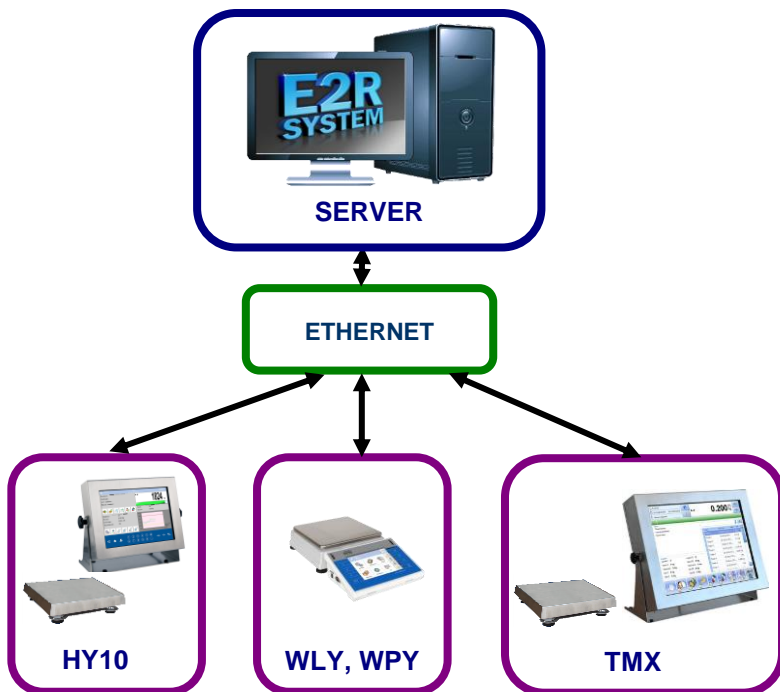 E2R
SYSTEM
SERVER
ETHERNET
0.200
HY10
WLY, WPY
TMX